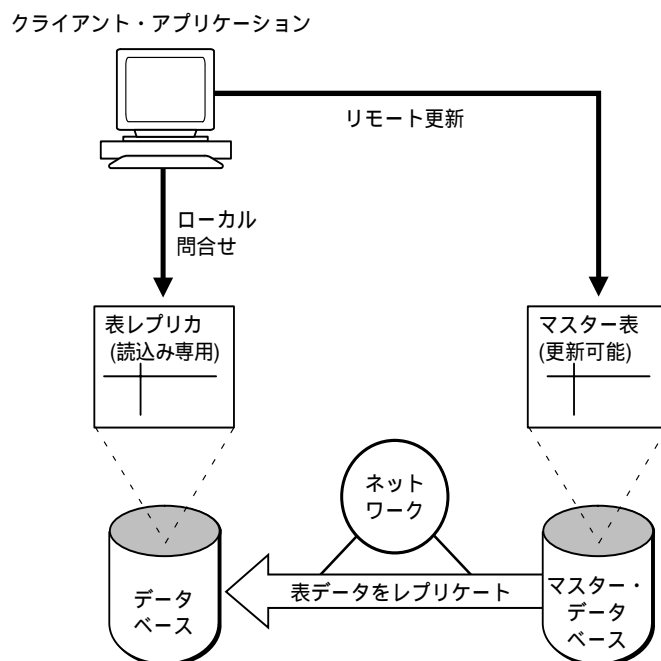 クライアント・アプリケーション
リモート更新
ローカル
問合せ
表レプリカ
(読込み専用)
マスター表
(更新可能)
ネット
ワーク
表データをレプリケート
データ
ベース
マスター・
データ
ベース